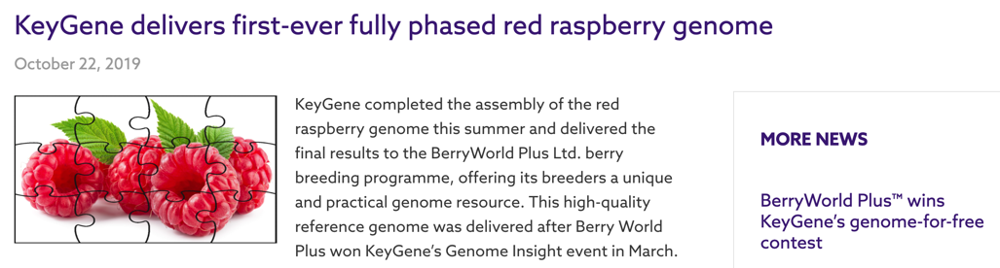 KeyGene delivers first-ever fully phased red raspberry genome
October 22, 2019
KeyGene completed the assembly of the red
raspberry genome this summer and delivered the
final results to the BerryWorld Plus Ltd. berry
breeding programme, offering its breeders a unique
and practical genome resource. This high-quality
reference genome was delivered after Berry World
Plus won KeyGene's Genome Insight event in March.
MORE NEWS
BerryWorld Plus™ wins
KeyGene's genome-for-free
contest